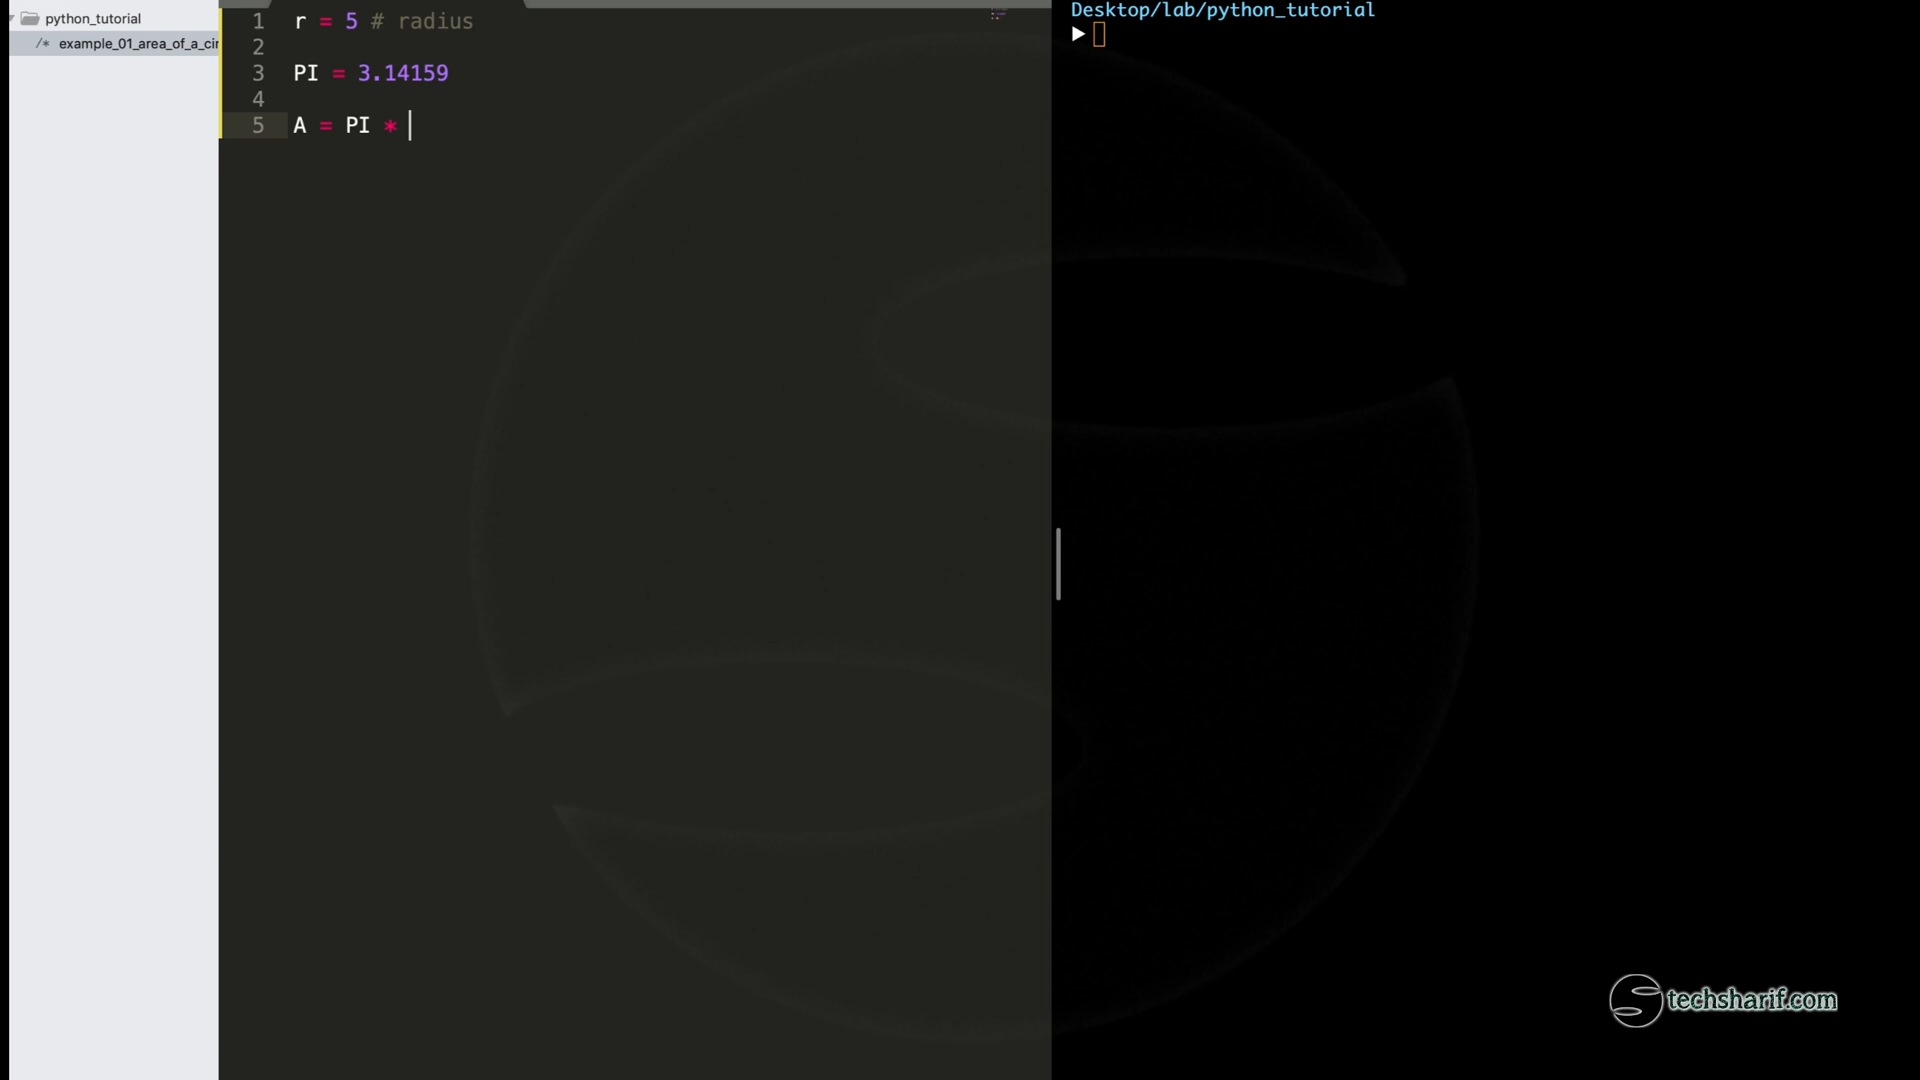 python_tutorial
/* example_01_area_of_a_cir
1 r = 5 # radius
2
3 PI = 3.14159
4
5 A = PI *
Desktop/lab/python_tutorial
techsharif.com